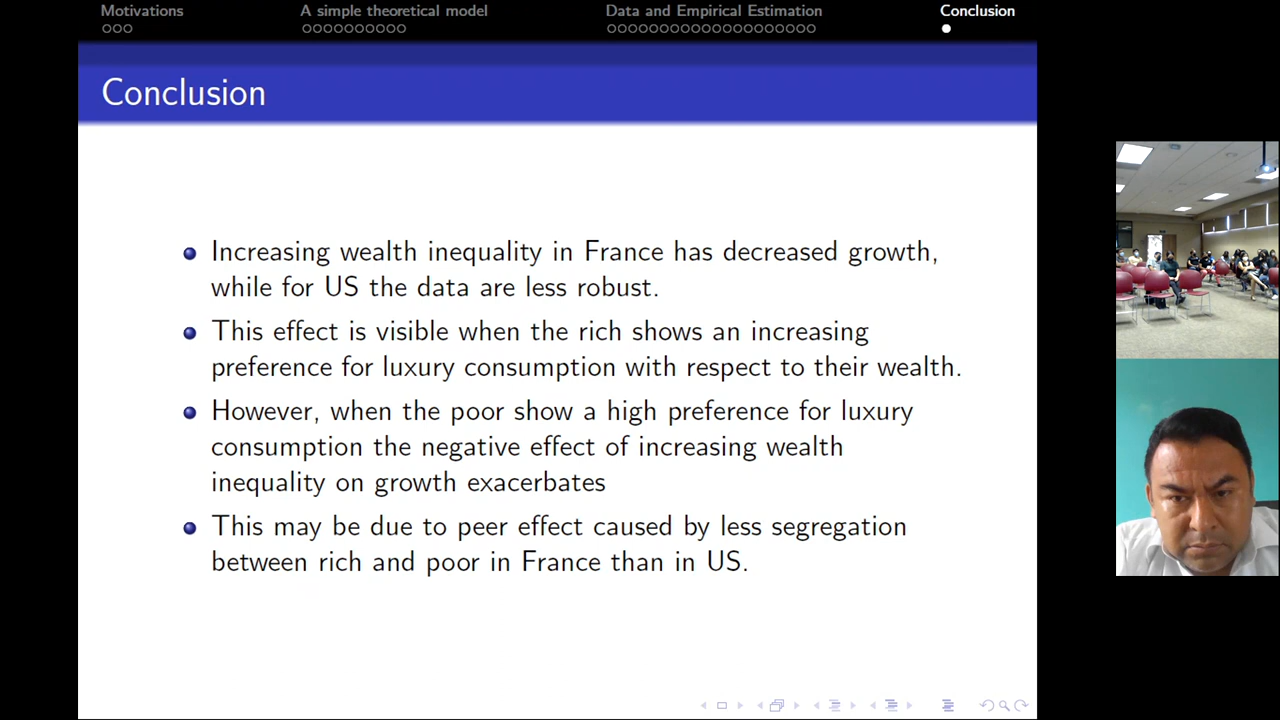 Motivations
A simple theoretical model
Data and Empirical Estimation
Conclusion
Conclusion
Increasing wealth inequality in France has decreased growth,
while for US the data are less robust.
This effect is visible when the rich shows an increasing
preference for luxury consumption with respect to their wealth.
However, when the poor show a high preference for luxury
consumption the negative effect of increasing wealth
inequality on growth exacerbates
This may be due to peer effect caused by less segregation
between rich and poor in France than in US.